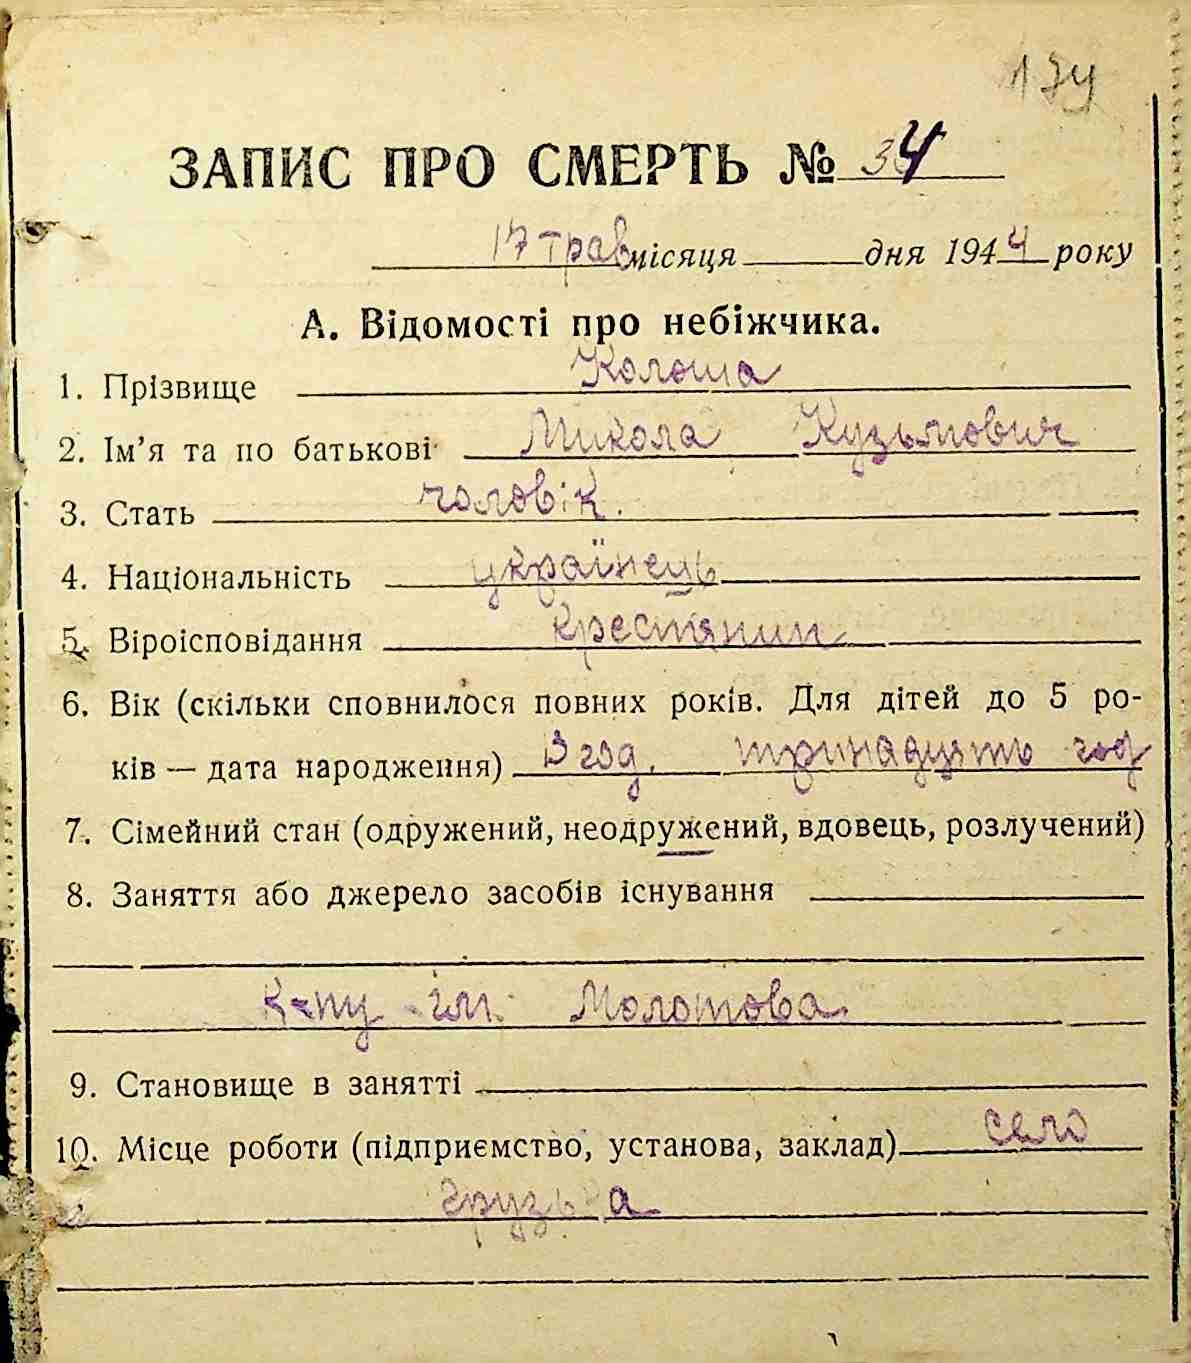 174
ЗАПИС ПРО СМЕРТЬ № 34
17 трав місяця дня 1944 року
А. Відомості про небіжчика.
1. Прізвище Колоша
2. Ім'я та по батькові Микола Кузьмович
3. Стать чоловік.
4. Національність українець
5. Віроісповідання крестянин
6. Вік (скільки сповнилося повних років. Для дітей до 5 ро-
ків — дата народження) 13 год. тринадцять год
7. Сімейний стан (одружений, неодружений, вдовець, розлучений)
8. Заняття або джерело засобів існування
Молотова
9. Становище в занятті
10. Місце роботи (підприємство, установа, заклад) село